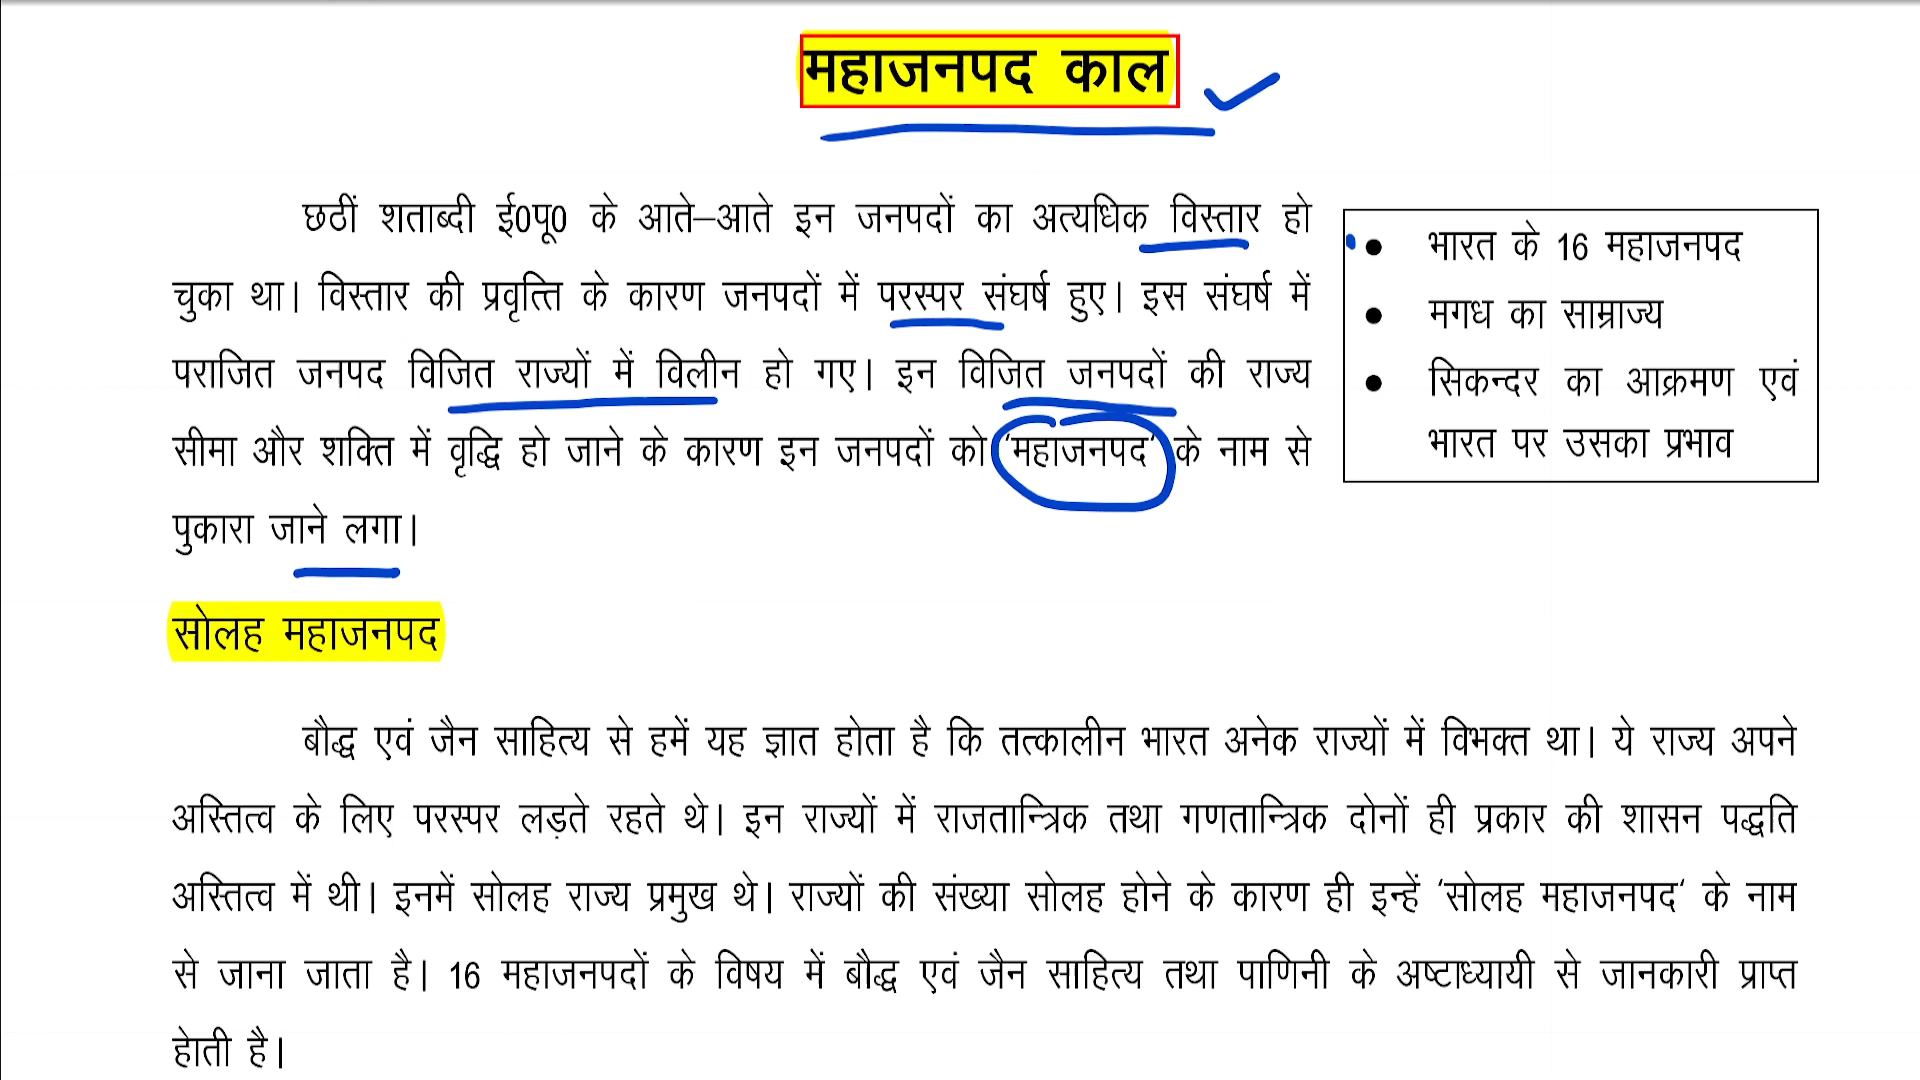 महाजनपद काल
छठीं शताब्दी ई0पू0 के आते–आते इन जनपदों का अत्यधिक विस्तार हो
चुका था। विस्तार की प्रवृत्ति के कारण जनपदों में परस्पर संघर्ष हुए। इस संघर्ष में
पराजित जनपद विजित राज्यों में विलीन हो गए। इन विजित जनपदों की राज्य
सीमा और शक्ति में वृद्धि हो जाने के कारण इन जनपदों को ‘महाजनपद’ के नाम से
पुकारा जाने लगा।
• भारत के 16 महाजनपद
• मगध का साम्राज्य
• सिकन्दर का आक्रमण एवं
भारत पर उसका प्रभाव
सोलह महाजनपद
बौद्ध एवं जैन साहित्य से हमें यह ज्ञात होता है कि तत्कालीन भारत अनेक राज्यों में विभक्त था। ये राज्य अपने
अस्तित्व के लिए परस्पर लड़ते रहते थे। इन राज्यों में राजतान्त्रिक तथा गणतान्त्रिक दोनों ही प्रकार की शासन पद्धति
अस्तित्व में थी। इनमें सोलह राज्य प्रमुख थे। राज्यों की संख्या सोलह होने के कारण ही इन्हें ‘सोलह महाजनपद‘ के नाम
से जाना जाता है। 16 महाजनपदों के विषय में बौद्ध एवं जैन साहित्य तथा पाणिनी के अष्टाध्यायी से जानकारी प्राप्त
हेाती है।